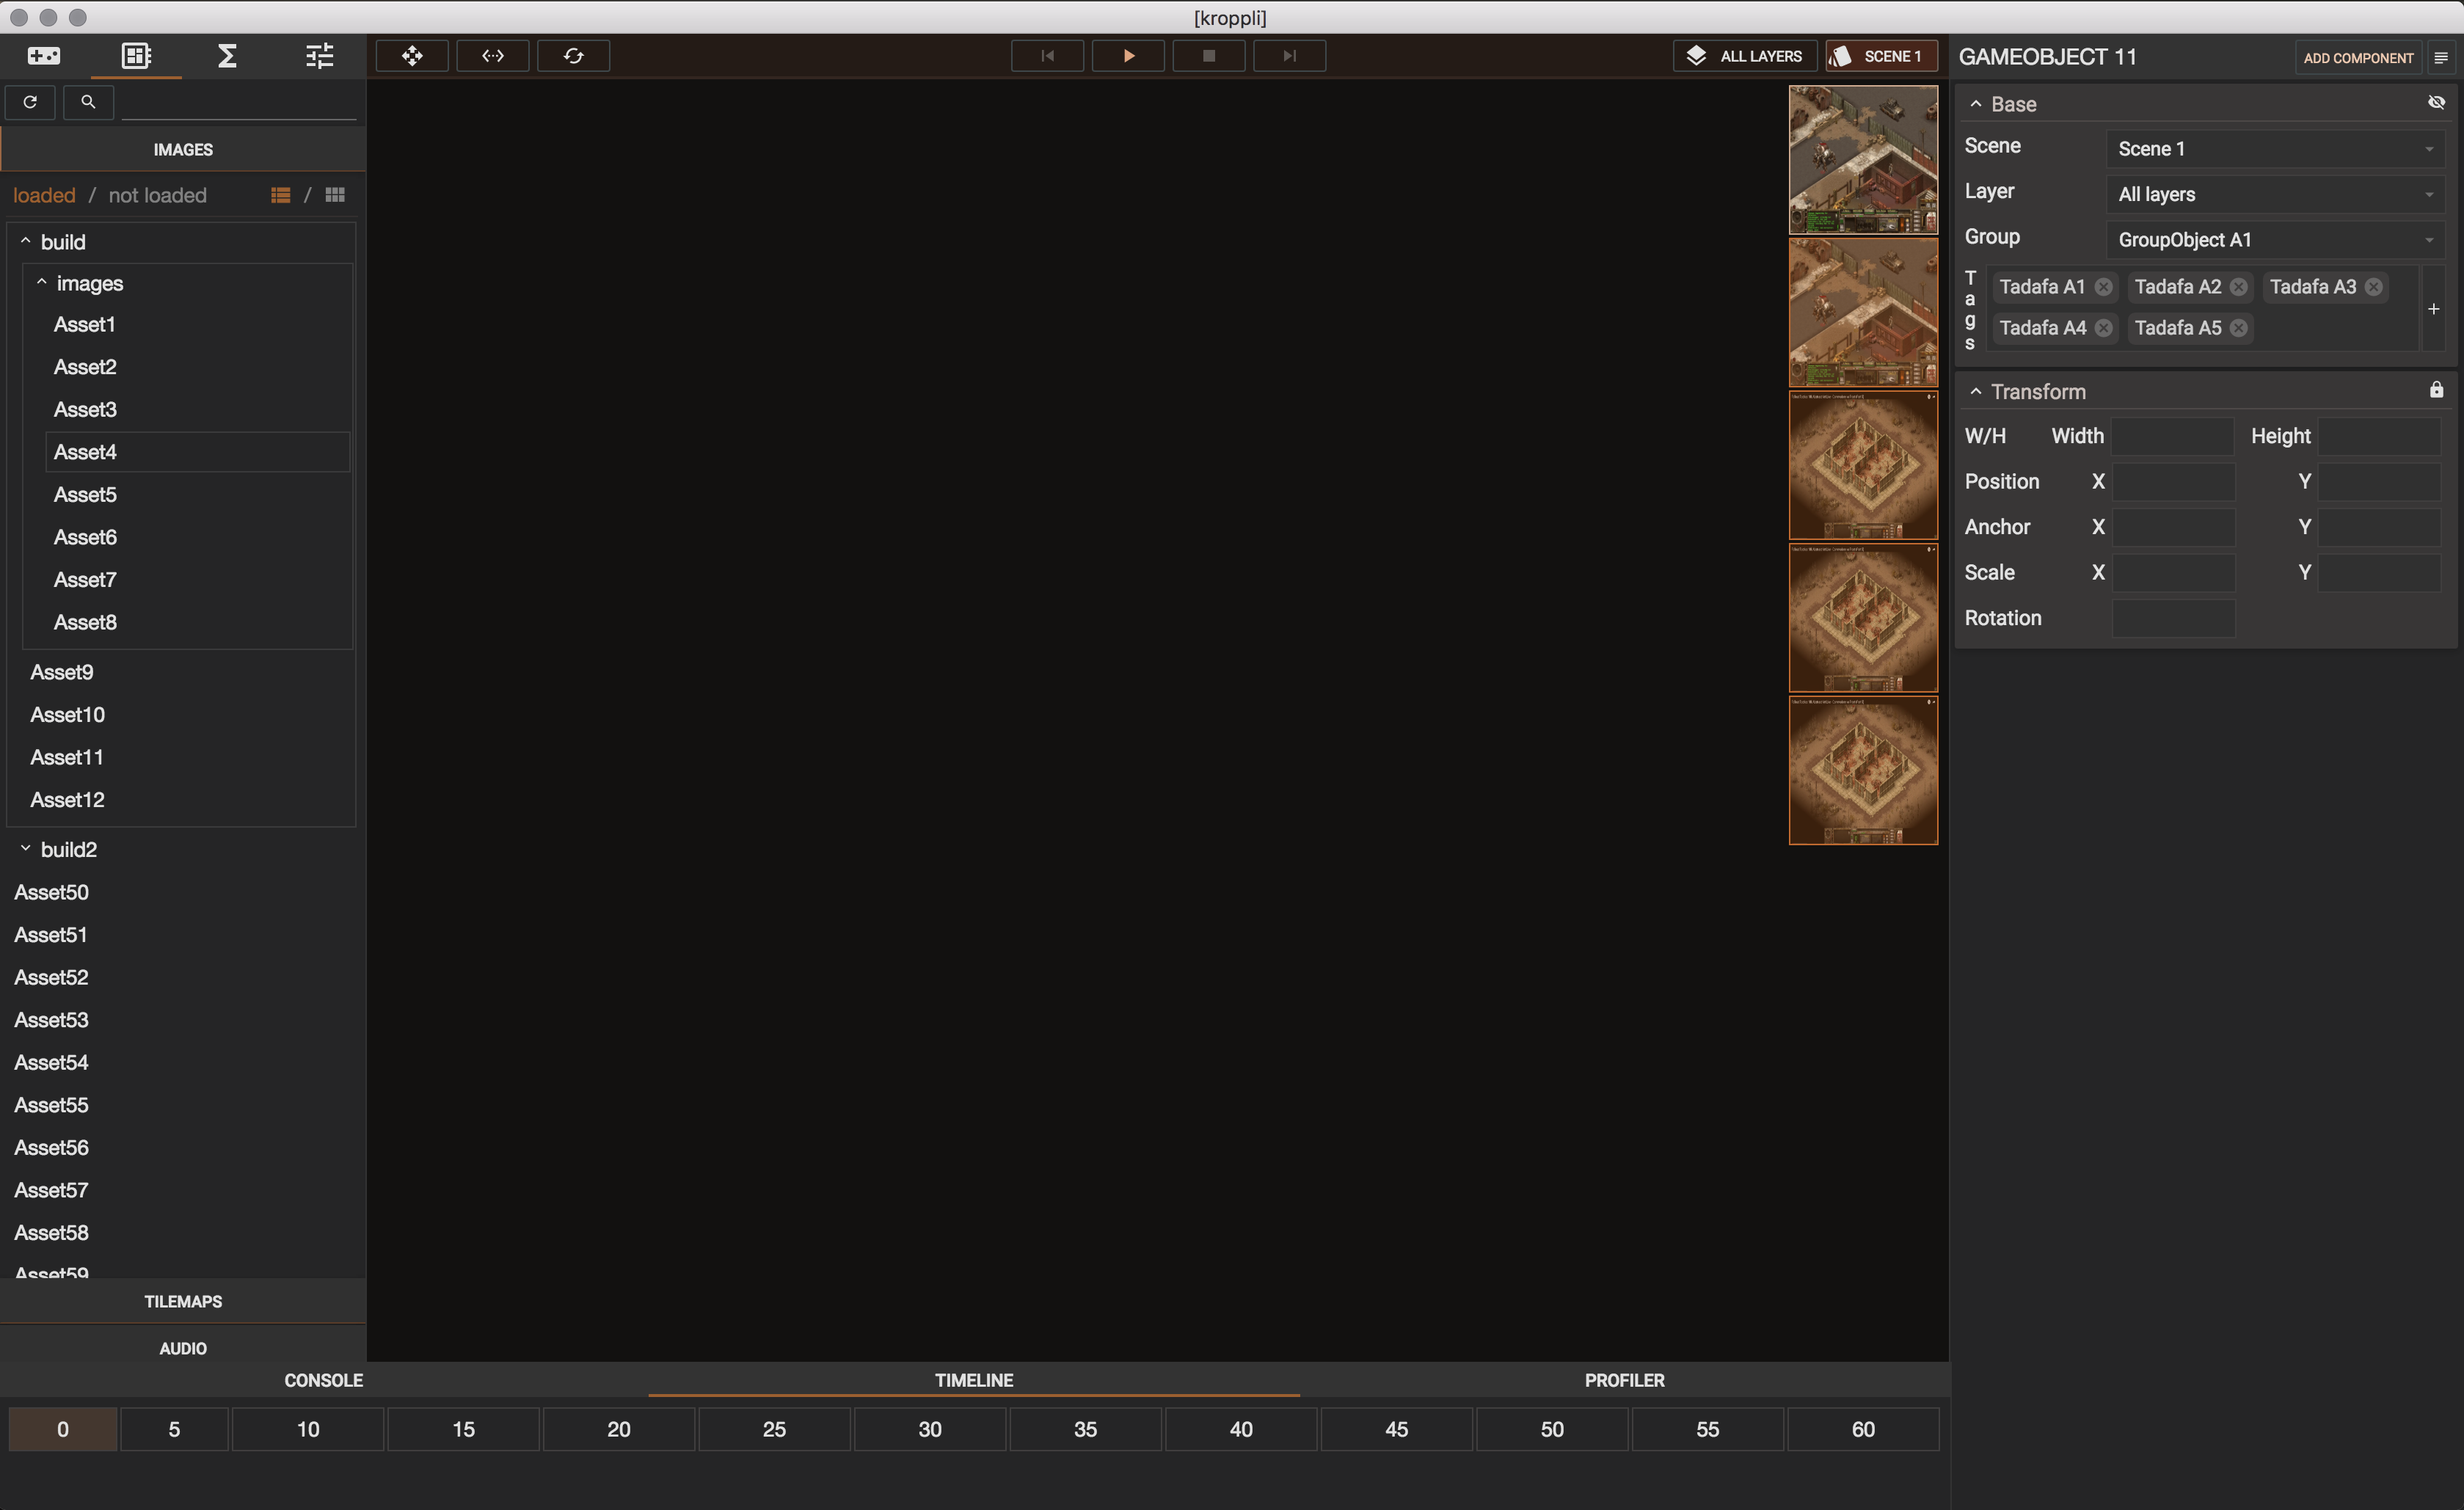 [kroppli]
ALL LAYERS
SCENE 1
GAMEOBJECT 11
ADD COMPONENT
IMAGES
loaded / not loaded /
build
images
Asset1
Asset2
Asset3
Asset4
Asset5
Asset6
Asset7
Asset8
Asset9
Asset10
Asset11
Asset12
build2
Asset50
Asset51
Asset52
Asset53
Asset54
Asset55
Asset56
Asset57
Asset58
Asset59
TILEMAPS
AUDIO
Base
Scene Scene 1
Layer All layers
Group GroupObject A1
Tags
Tadafa A1 Tadafa A2 Tadafa A3
Tadafa A4 Tadafa A5
+
Transform
W/H Width Height
Position X Y
Anchor X Y
Scale X Y
Rotation
CONSOLE TIMELINE PROFILER
0 5 10 15 20 25 30 35 40 45 50 55 60